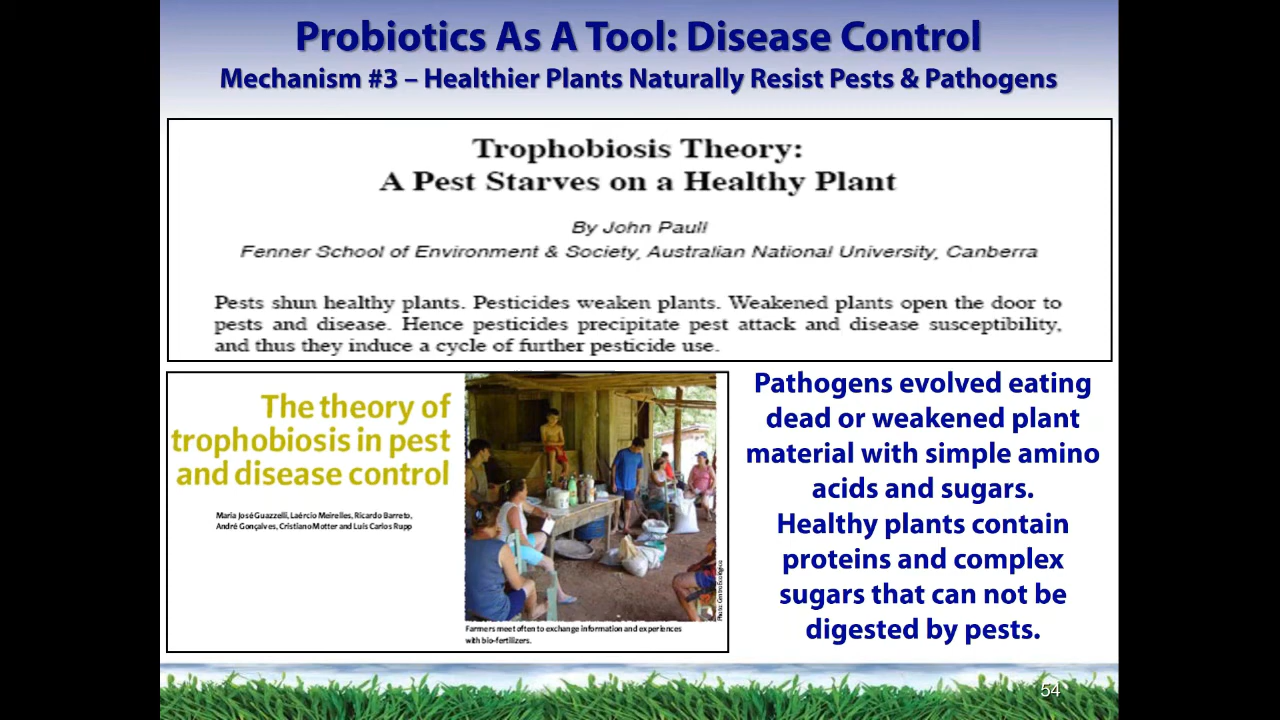 Probiotics As A Tool: Disease Control
Mechanism #3 – Healthier Plants Naturally Resist Pests & Pathogens
Trophobiosis Theory:
A Pest Starves on a Healthy Plant
By John Paull
Fenner School of Environment & Society, Australian National University, Canberra
Pests shun healthy plants. Pesticides weaken plants. Weakened plants open the door to
pests and disease. Hence pesticides precipitate pest attack and disease susceptibility,
and thus they induce a cycle of further pesticide use.
The theory of
trophobiosis in pest
and disease control
Maria José Guazzelli, Laércio Meirelles, Ricardo Barreto,
André Gonçalves, Cristiano Motter and Luís Carlos Rupp
Photo: Centro Ecológico
Farmers meet often to exchange information and experiences
with bio-fertilizers.
Pathogens evolved eating
dead or weakened plant
material with simple amino
acids and sugars.
Healthy plants contain
proteins and complex
sugars that can not be
digested by pests.
54